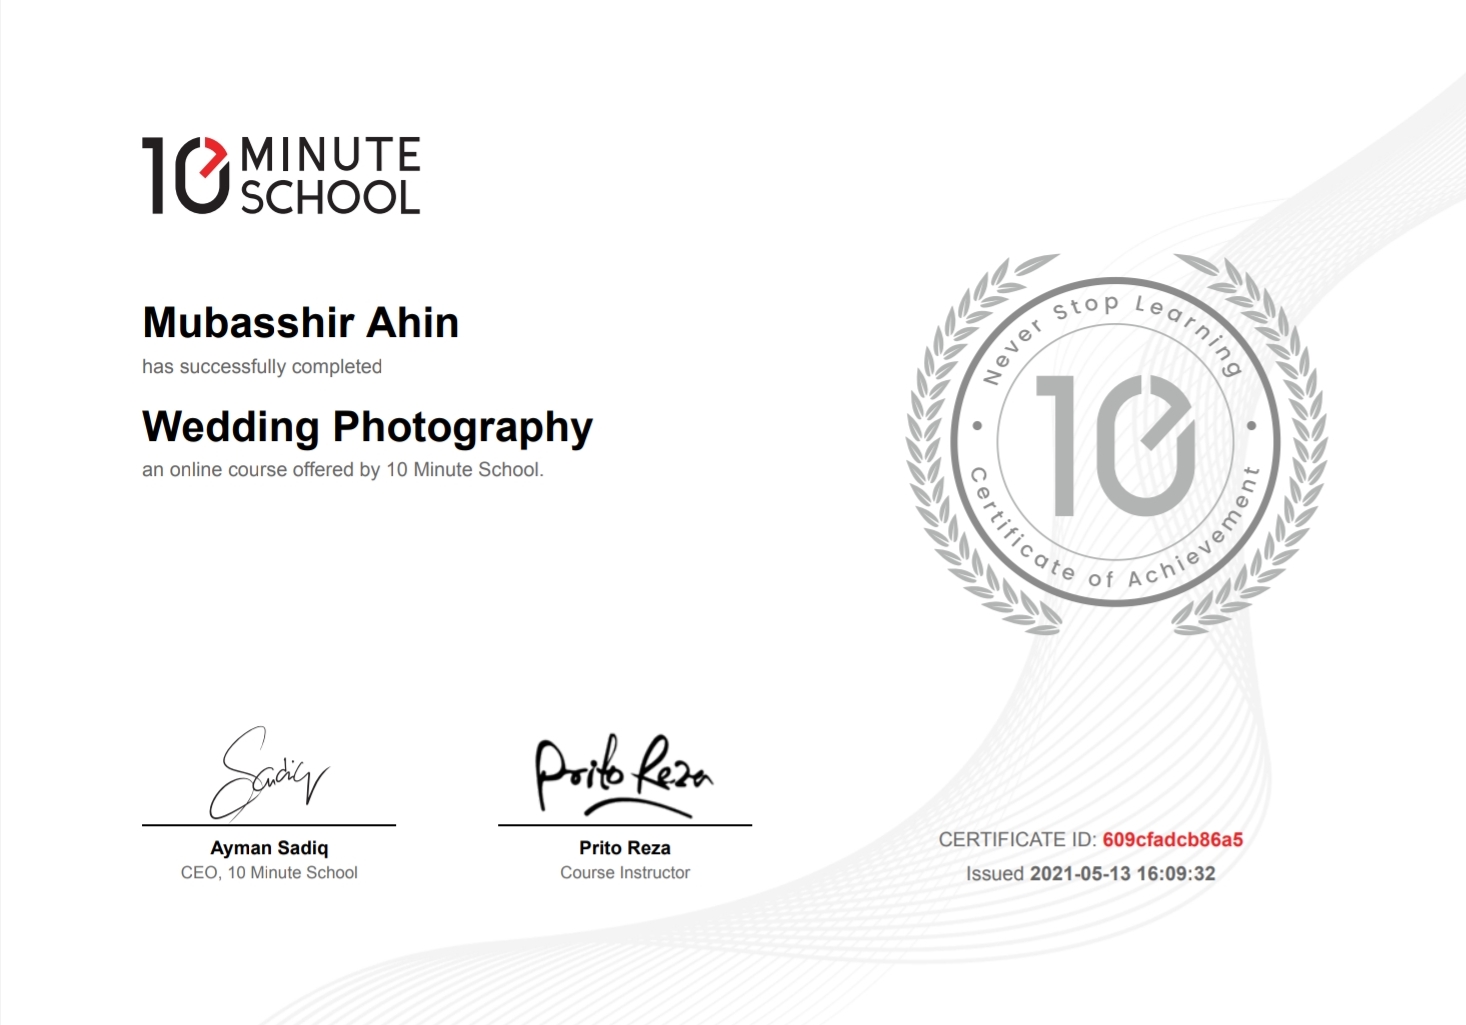 10 MINUTE
SCHOOL
Mubasshir Ahin
has successfully completed
Wedding Photography
an online course offered by 10 Minute School.
Never Stop Learning
10
Certificate of Achievement
Sadiq
Prito Reza
Ayman Sadiq
CEO, 10 Minute School
Prito Reza
Course Instructor
CERTIFICATE ID: 609cfadcb86a5
Issued 2021-05-13 16:09:32